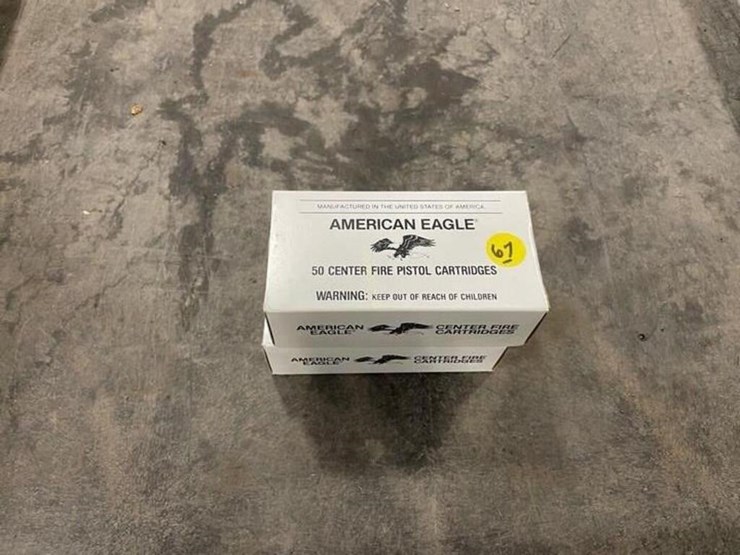 MANUFACTURED IN THE UNITED STATES OF AMERICA
AMERICAN EAGLE®
67
50 CENTER FIRE PISTOL CARTRIDGES
WARNING: KEEP OUT OF REACH OF CHILDREN
AMERICAN EAGLE® CENTER FIRE CARTRIDGES
AMERICAN EAGLE® CENTER FIRE CARTRIDGES